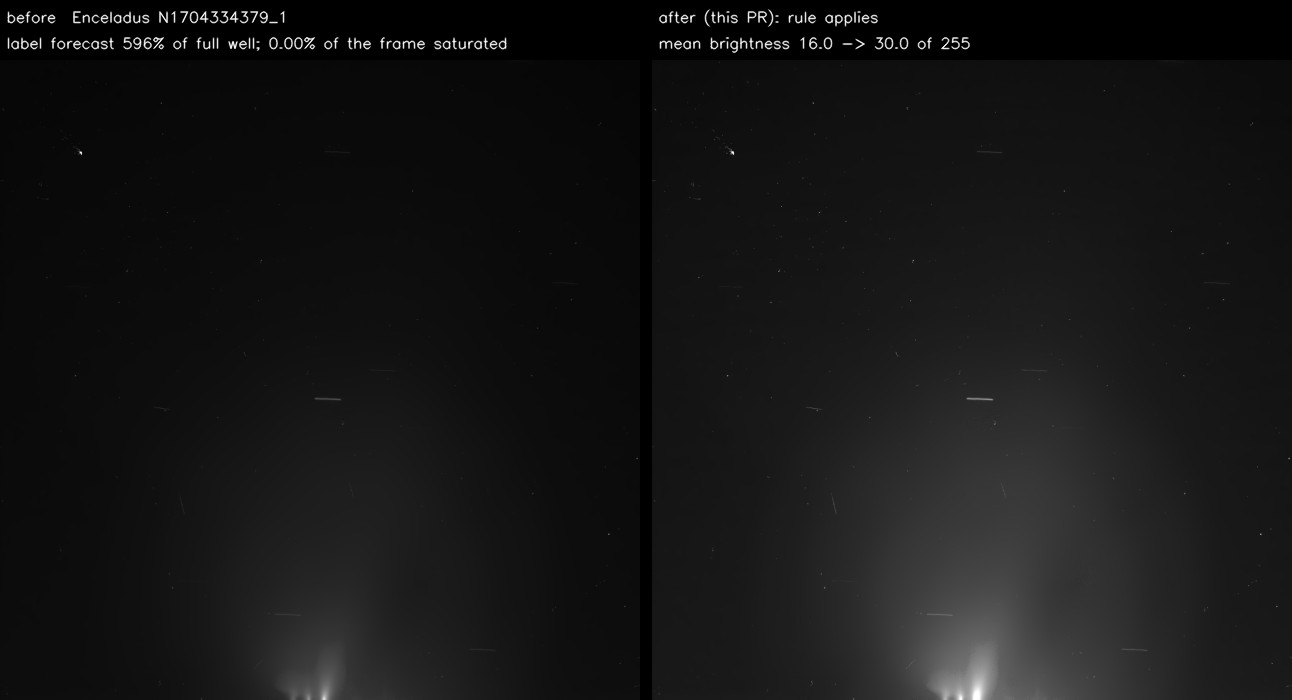 before  Enceladus N1704334379_1
label forecast 596% of full well; 0.00% of the frame saturated
after (this PR): rule applies
mean brightness 16.0 -> 30.0 of 255